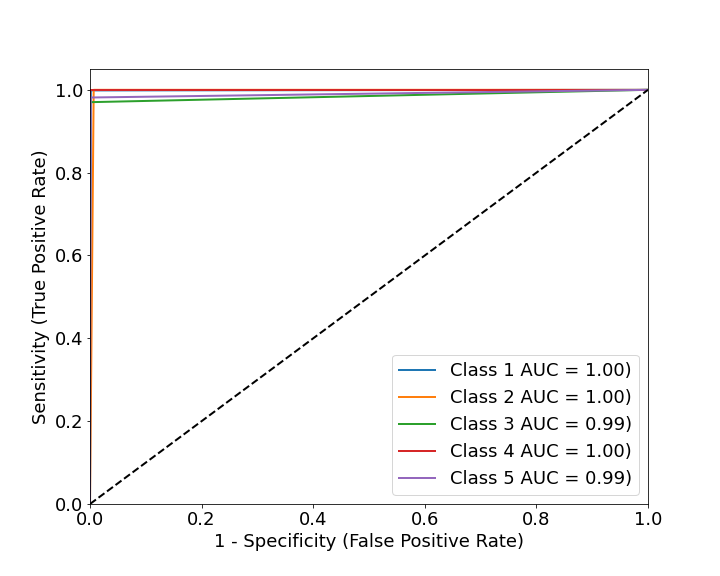 1.0
0.8
0.6
0.4
0.2
0.0
Sensitivity (True Positive Rate)
Class 1 AUC = 1.00)
Class 2 AUC = 1.00)
Class 3 AUC = 0.99)
Class 4 AUC = 1.00)
Class 5 AUC = 0.99)
0.0 0.2 0.4 0.6 0.8 1.0
1 - Specificity (False Positive Rate)